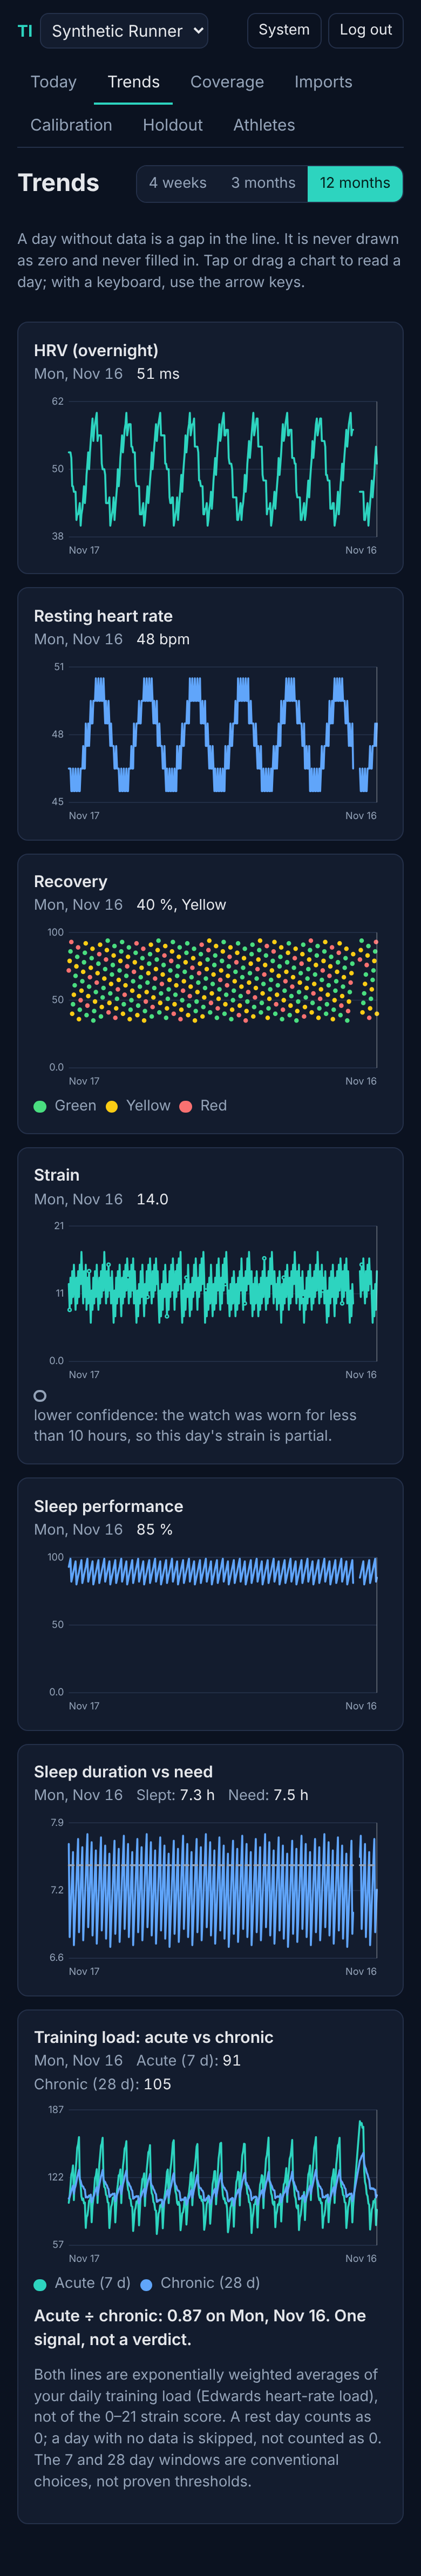 TI Synthetic Runner System Log out
Today Trends Coverage Imports
Calibration Holdout Athletes
Trends 4 weeks 3 months 12 months
A day without data is a gap in the line. It is never drawn
as zero and never filled in. Tap or drag a chart to read a
day; with a keyboard, use the arrow keys.
HRV (overnight)
Mon, Nov 16 51 ms
62
50
38
Nov 17 Nov 16
Resting heart rate
Mon, Nov 16 48 bpm
51
48
45
Nov 17 Nov 16
Recovery
Mon, Nov 16 40 %, Yellow
100
50
0.0
Nov 17 Nov 16
Green Yellow Red
Strain
Mon, Nov 16 14.0
21
11
0.0
Nov 17 Nov 16
lower confidence: the watch was worn for less
than 10 hours, so this day's strain is partial.
Sleep performance
Mon, Nov 16 85 %
100
50
0.0
Nov 17 Nov 16
Sleep duration vs need
Mon, Nov 16 Slept: 7.3 h Need: 7.5 h
7.9
7.2
6.6
Nov 17 Nov 16
Training load: acute vs chronic
Mon, Nov 16 Acute (7 d): 91
Chronic (28 d): 105
187
122
57
Nov 17 Nov 16
Acute (7 d) Chronic (28 d)
Acute ÷ chronic: 0.87 on Mon, Nov 16. One
signal, not a verdict.
Both lines are exponentially weighted averages of
your daily training load (Edwards heart-rate load),
not of the 0–21 strain score. A rest day counts as
0; a day with no data is skipped, not counted as 0.
The 7 and 28 day windows are conventional
choices, not proven thresholds.